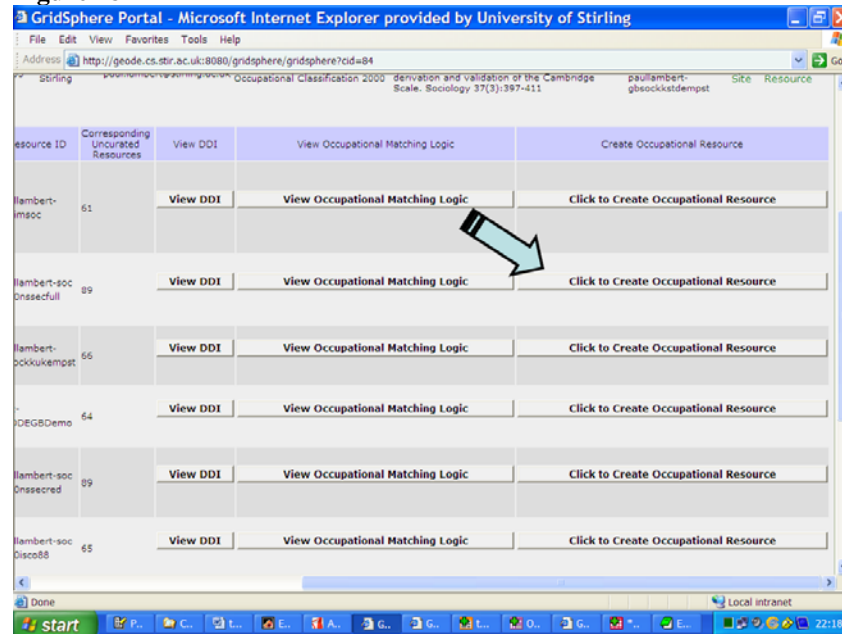 GridSphere Portal - Microsoft Internet Explorer provided by University of Stirling
File Edit View Favorites Tools Help
Address http://geode.cs.stir.ac.uk:8080/gridsphere/gridsphere?cid=84 Go
Stirling Occupational Classification 2000 derivation and validation of the Cambridge paullambert- Site Resource
Scale. Sociology 37(3):397-411 gbsockkstdempst
esource ID Corresponding Uncurated Resources View DDI View Occupational Matching Logic Create Occupational Resource
llambert- imsoc 61 View DDI View Occupational Matching Logic Click to Create Occupational Resource
llambert-soc 0nssecfull 89 View DDI View Occupational Matching Logic Click to Create Occupational Resource
llambert- ockkukempst 66 View DDI View Occupational Matching Logic Click to Create Occupational Resource
- ODEGBDemo 64 View DDI View Occupational Matching Logic Click to Create Occupational Resource
llambert-soc 0nssecred 89 View DDI View Occupational Matching Logic Click to Create Occupational Resource
llambert-soc 0isco88 65 View DDI View Occupational Matching Logic Click to Create Occupational Resource
Done Local intranet
start P.. C.. t... E.. A.. G.. G.. t... O.. G.. *.. E... 22:18